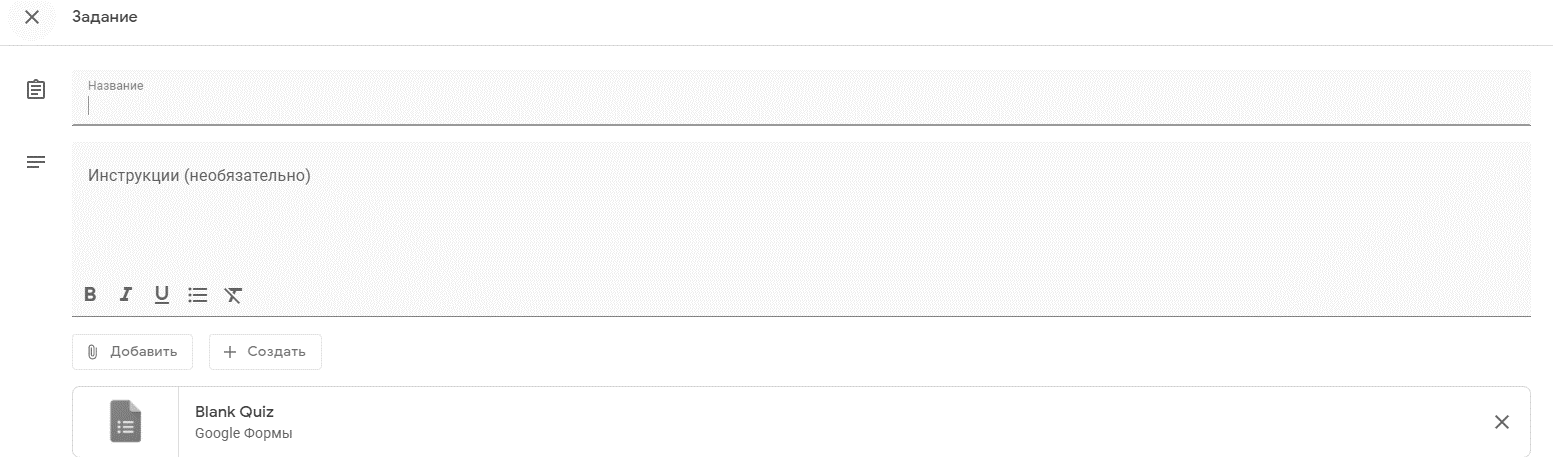 Задание
Название
Инструкции (необязательно)
B I U
Добавить
Создать
Blank Quiz
Google Формы